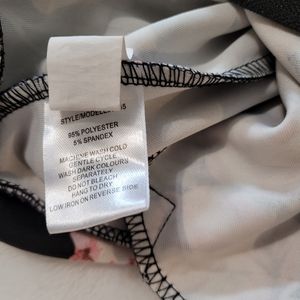 STYLE/MODELE
95% POLYESTER
5% SPANDEX
MACHINE WASH COLD
GENTLE CYCLE
WASH DARK COLOURS
SEPARATELY
DO NOT BLEACH
HANG TO DRY
LOW IRON ON REVERSE SIDE